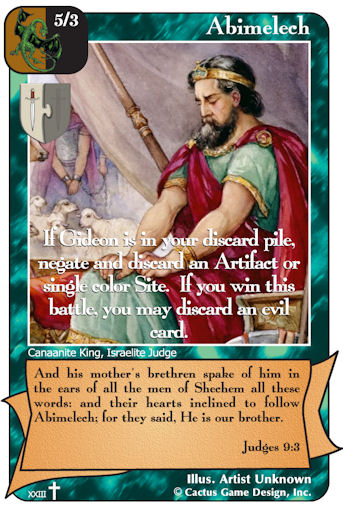 5/3
Abimelech
If Gideon is in your discard pile,
negate and discard an Artifact or
single color Site. If you win this
battle, you may discard an evil
card.
Canaanite King, Israelite Judge
And his mother's brethren spake of him in
the ears of all the men of Shechem all these
words: and their hearts inclined to follow
Abimelech; for they said, He is our brother.
Judges 9:3
XXIII
Illus. Artist Unknown
© Cactus Game Design, Inc.